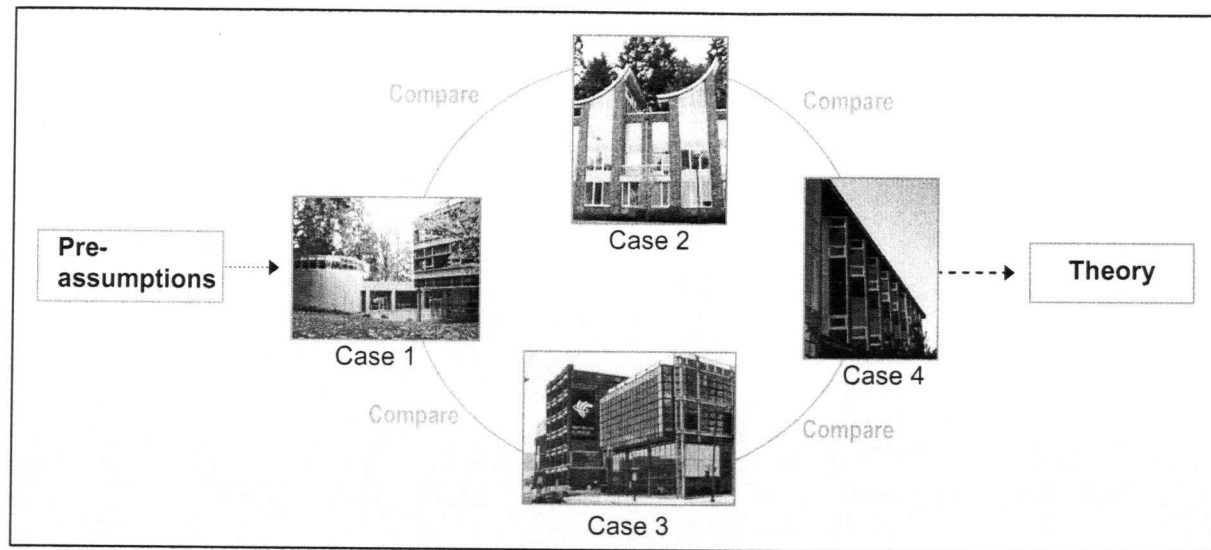 Compare
Compare
Case 2
Pre-
assumptions
Theory
Case 1
Case 4
Compare
Compare
Case 3